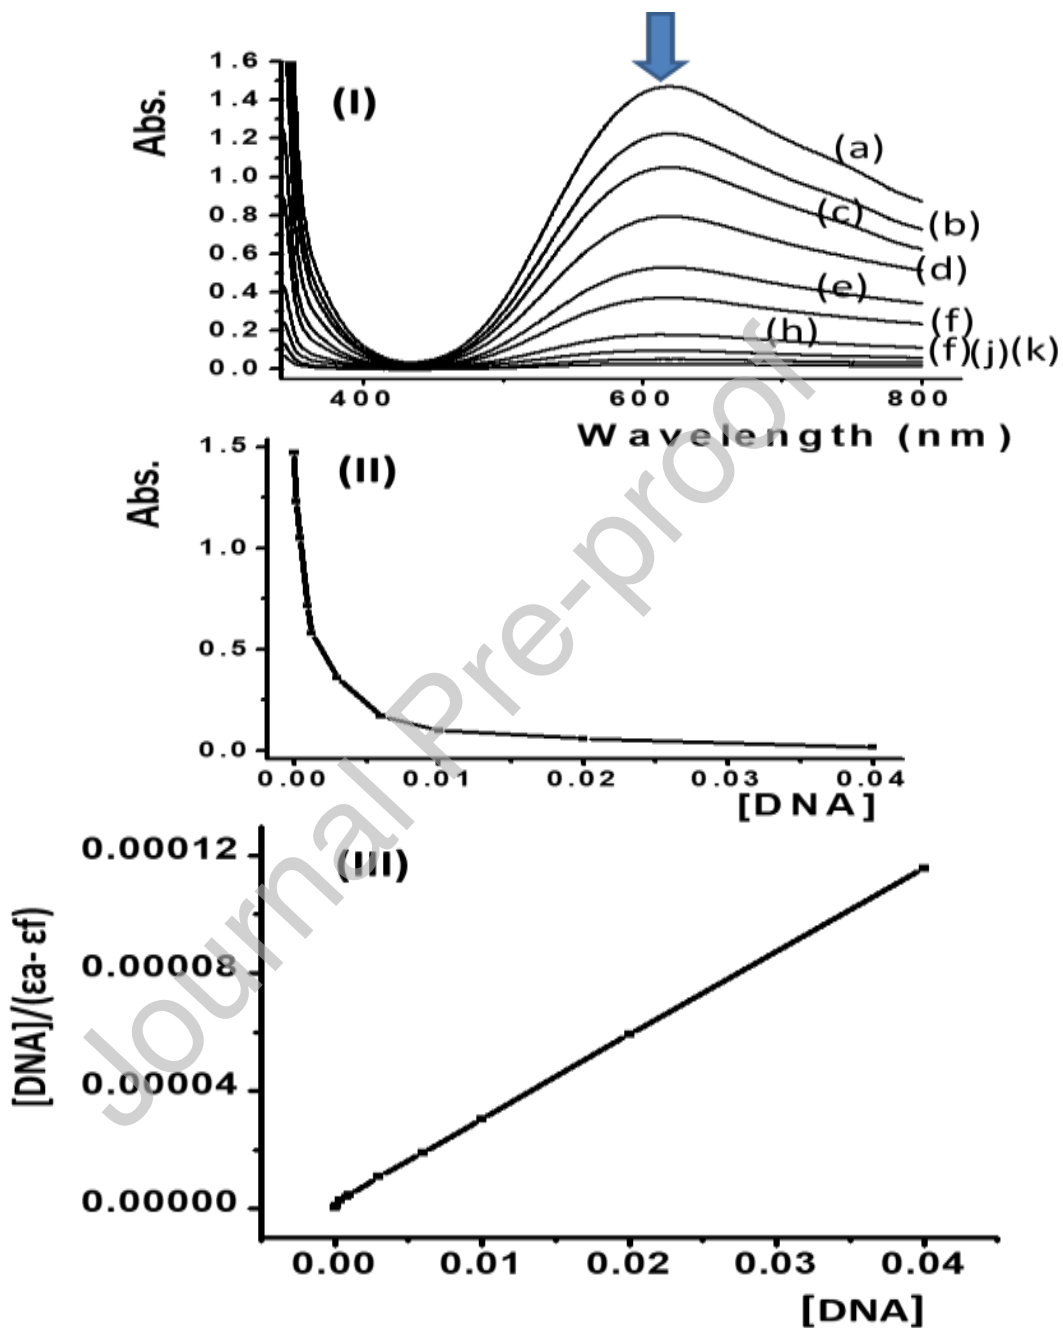 (I)
Abs.
1.6
1.4
1.2
1.0
0.8
0.6
0.4
0.2
0.0
(a)
(b)
(c)
(d)
(e)
(f)
(h)
(f)(j)(k)
400 600 800
Wavelength (nm)
(II)
Abs.
1.5
1.0
0.5
0.0
0.00 0.01 0.02 0.03 0.04
[DNA]
(III)
[DNA]/(εa- εf)
0.00012
0.00008
0.00004
0.00000
0.00 0.01 0.02 0.03 0.04
[DNA]
Journal Pre-proof